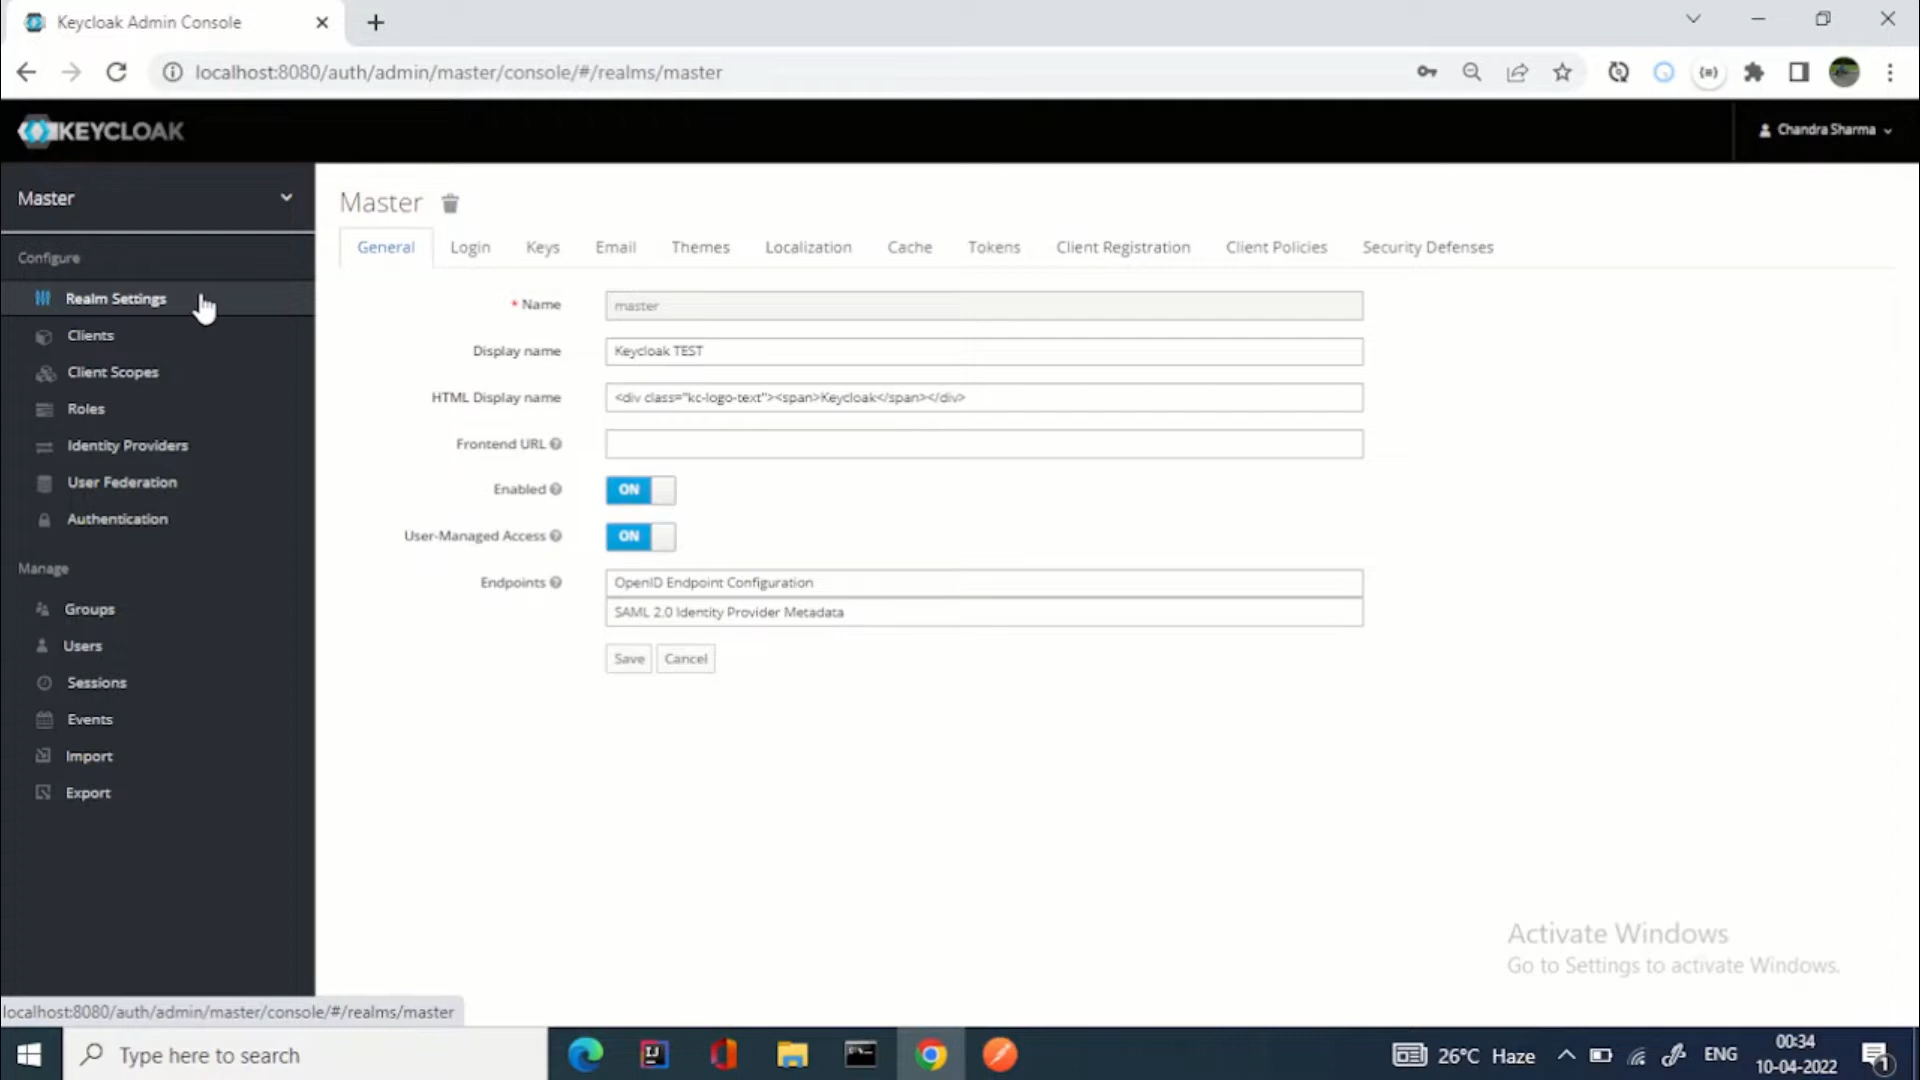 Keycloak Admin Console
localhost:8080/auth/admin/master/console/#/realms/master
KEYCLOAK
Chandra Sharma
Master
Configure
Realm Settings
Clients
Client Scopes
Roles
Identity Providers
User Federation
Authentication
Manage
Groups
Users
Sessions
Events
Import
Export
Master
General Login Keys Email Themes Localization Cache Tokens Client Registration Client Policies Security Defenses
* Name master
Display name Keycloak TEST
HTML Display name <div class="kc-logo-text"><span>Keycloak</span></div>
Frontend URL
Enabled ON
User-Managed Access ON
Endpoints OpenID Endpoint Configuration
SAML 2.0 Identity Provider Metadata
Save Cancel
Activate Windows
Go to Settings to activate Windows.
localhost:8080/auth/admin/master/console/#/realms/master
Type here to search
26°C Haze
ENG
00:34
10-04-2022
1